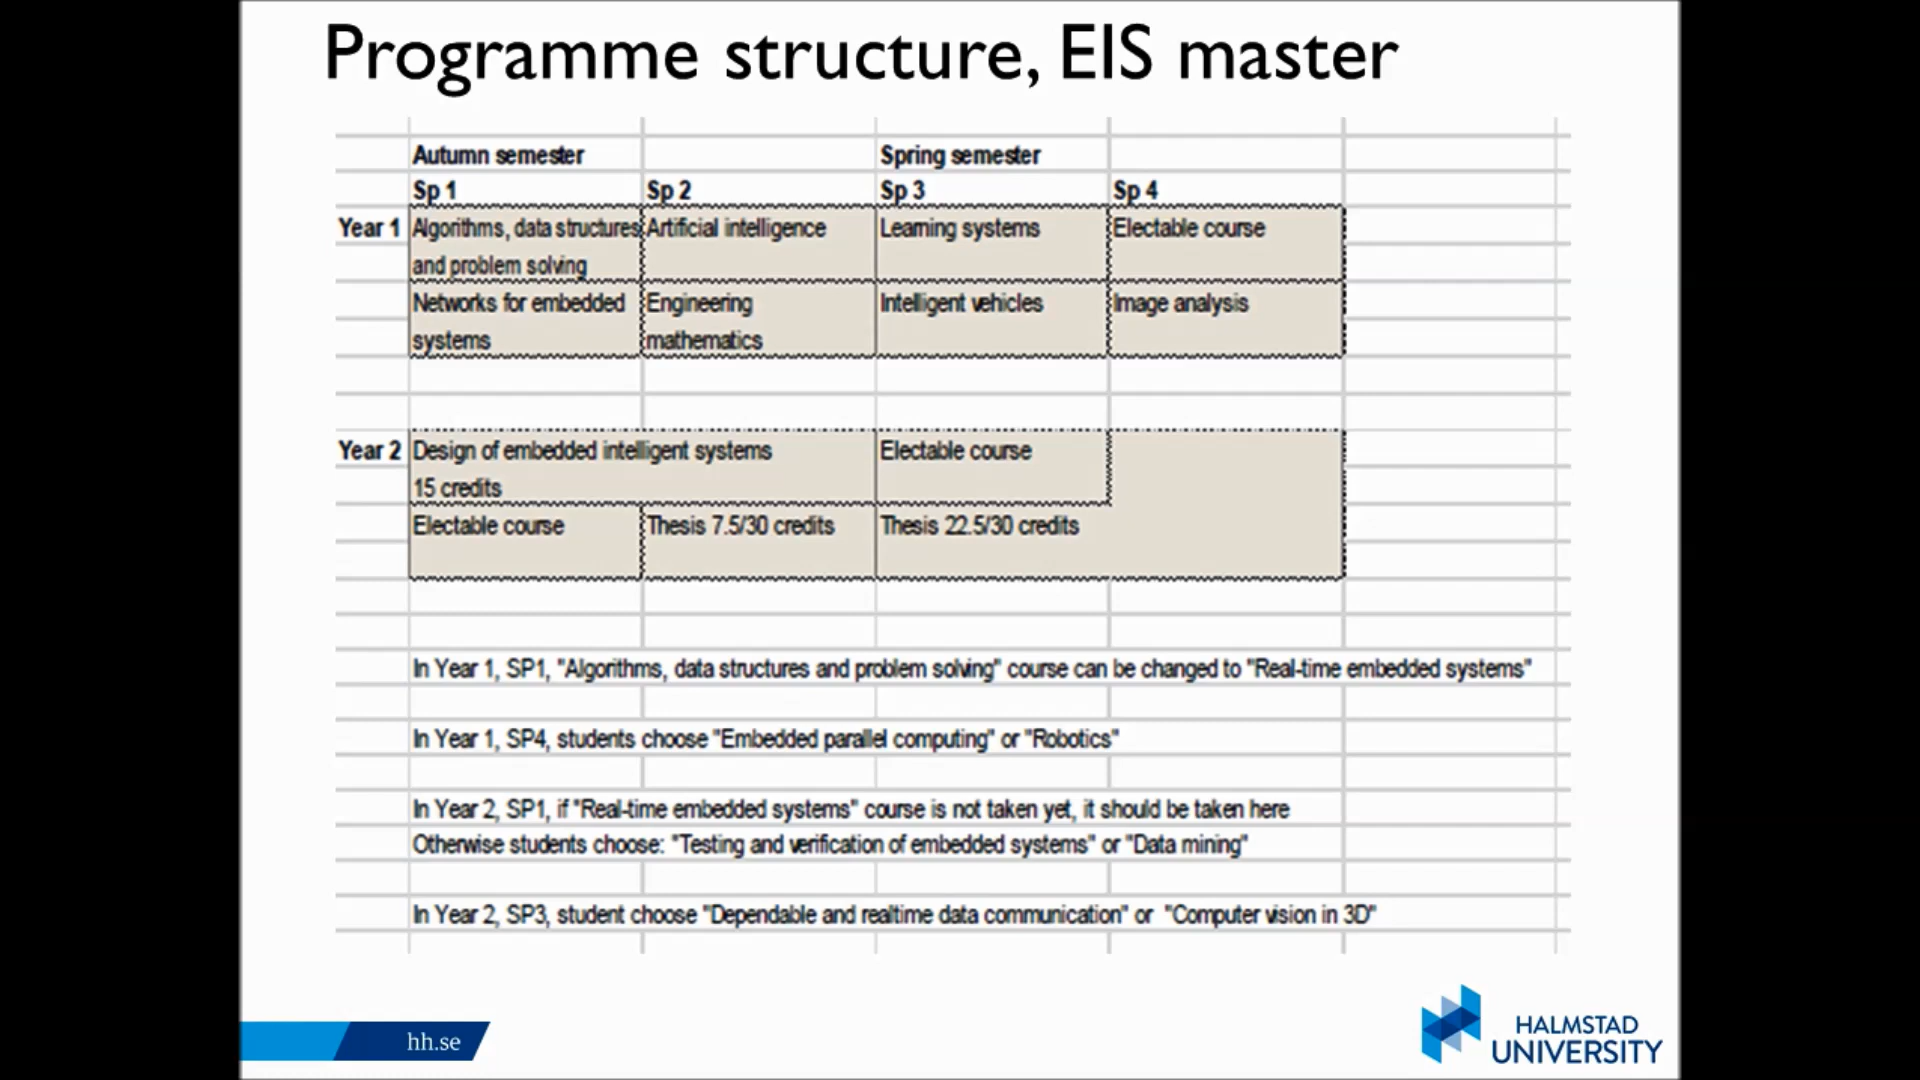 Programme structure, EIS master
Autumn semester Spring semester
Sp 1 Sp 2 Sp 3 Sp 4
Year 1 Algorithms, data structures Artificial intelligence Learning systems Electable course
and problem solving
Networks for embedded Engineering Intelligent vehicles Image analysis
systems mathematics
Year 2 Design of embedded intelligent systems Electable course
15 credits
Electable course Thesis 7.5/30 credits Thesis 22.5/30 credits
In Year 1, SP1, "Algorithms, data structures and problem solving" course can be changed to "Real-time embedded systems"
In Year 1, SP4, students choose "Embedded parallel computing" or "Robotics"
In Year 2, SP1, if "Real-time embedded systems" course is not taken yet, it should be taken here
Otherwise students choose: "Testing and verification of embedded systems" or "Data mining"
In Year 2, SP3, student choose "Dependable and realtime data communication" or "Computer vision in 3D"
hh.se
HALMSTAD
UNIVERSITY